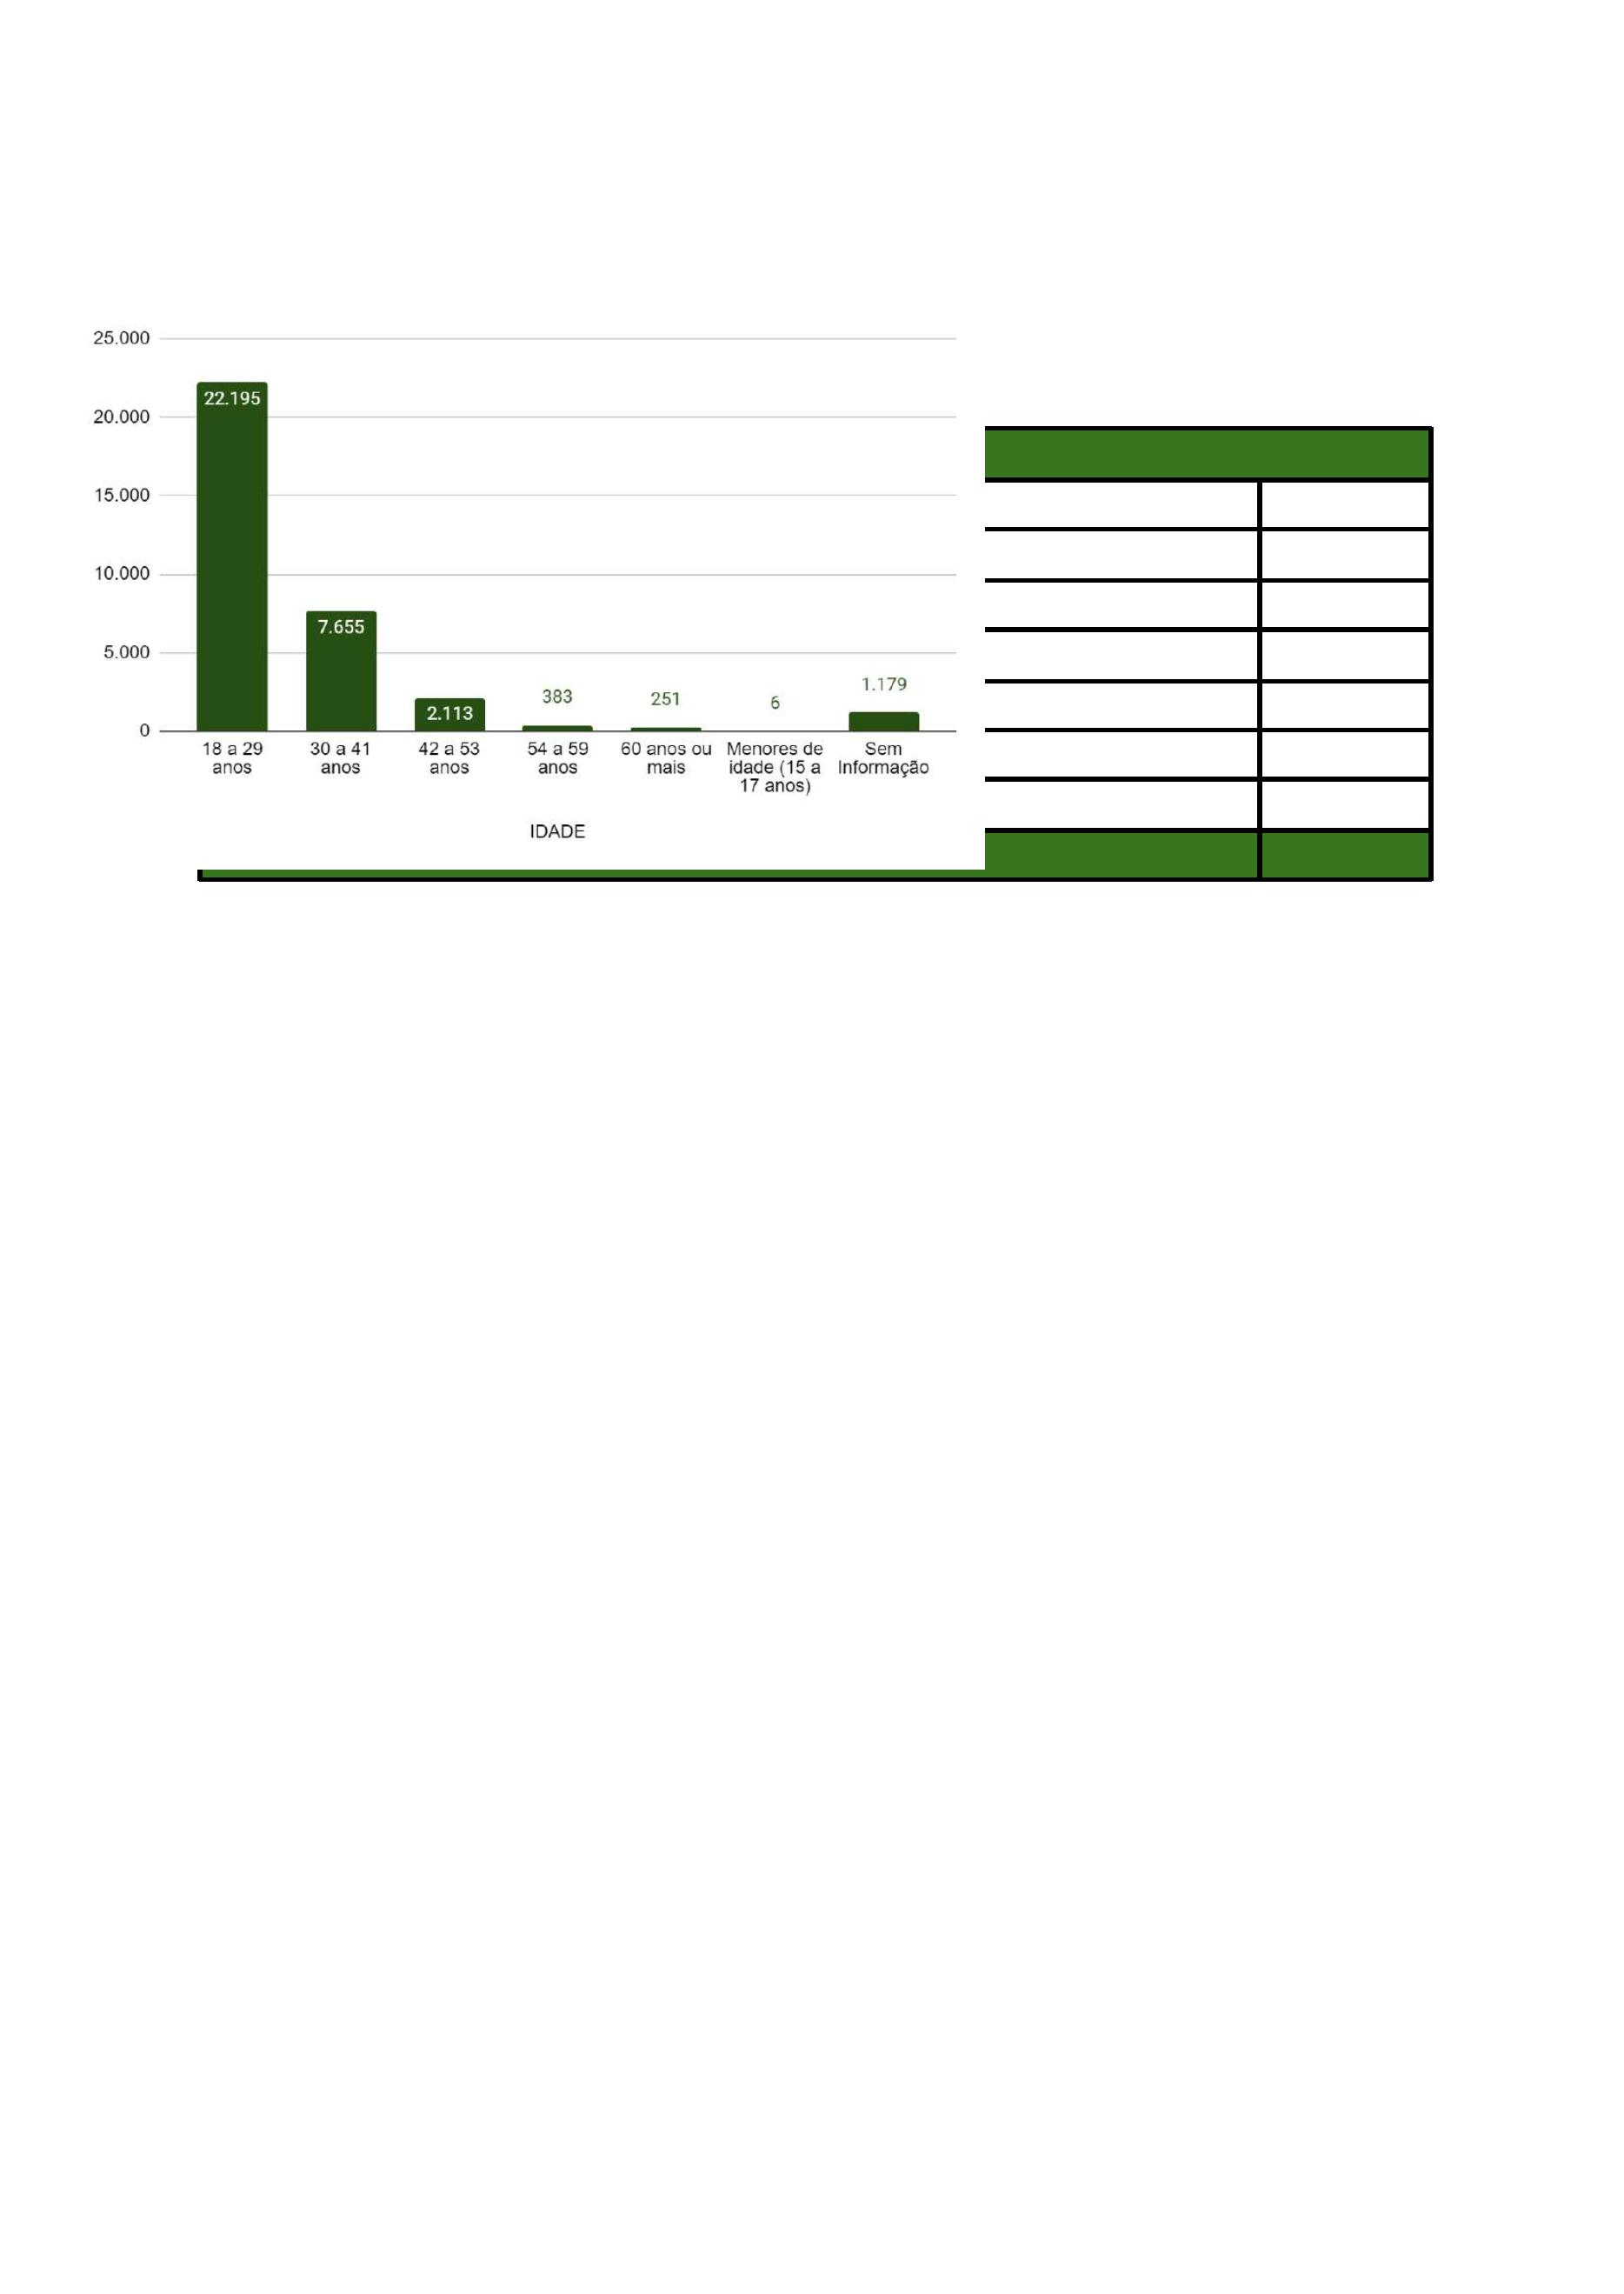 25.000
20.000
15.000
10.000
5.000
0
22.195
7.655
2.113
383
251
6
1.179
18 a 29
anos
30 a 41
anos
42 a 53
anos
54 a 59
anos
60 anos ou
mais
Menores de
idade (15 a
17 anos)
Sem
Informação
IDADE